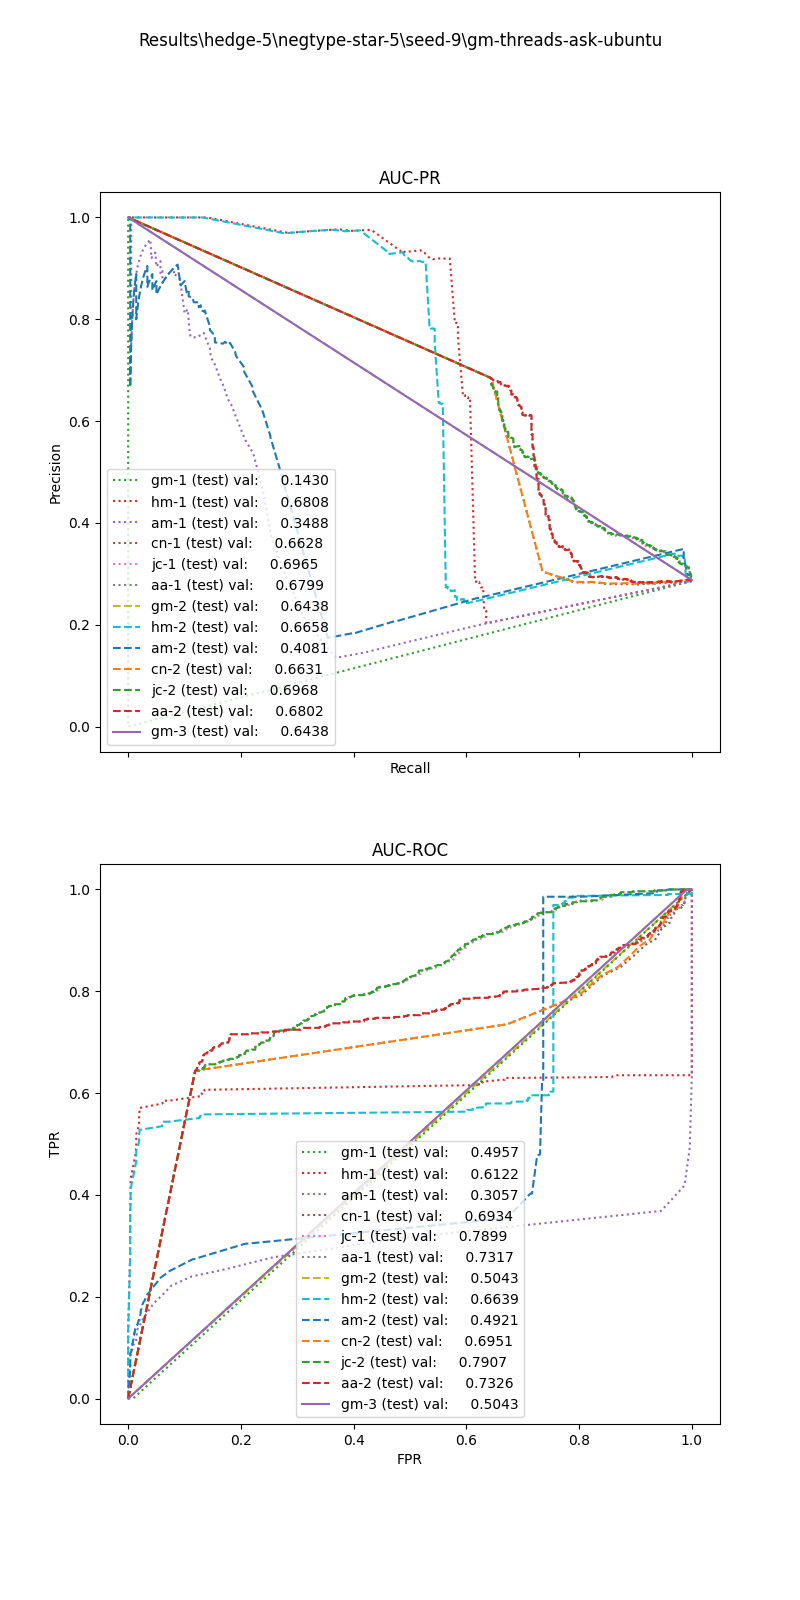 Results\hedge-5\negtype-star-5\seed-9\gm-threads-ask-ubuntu
AUC-PR
1.0
0.8
0.6
0.4
0.2
0.0
Precision
gm-1 (test) val: 0.1430
hm-1 (test) val: 0.6808
am-1 (test) val: 0.3488
cn-1 (test) val: 0.6628
jc-1 (test) val: 0.6965
aa-1 (test) val: 0.6799
gm-2 (test) val: 0.6438
hm-2 (test) val: 0.6658
am-2 (test) val: 0.4081
cn-2 (test) val: 0.6631
jc-2 (test) val: 0.6968
aa-2 (test) val: 0.6802
gm-3 (test) val: 0.6438
Recall
AUC-ROC
1.0
0.8
0.6
0.4
0.2
0.0
TPR
gm-1 (test) val: 0.4957
hm-1 (test) val: 0.6122
am-1 (test) val: 0.3057
cn-1 (test) val: 0.6934
jc-1 (test) val: 0.7899
aa-1 (test) val: 0.7317
gm-2 (test) val: 0.5043
hm-2 (test) val: 0.6639
am-2 (test) val: 0.4921
cn-2 (test) val: 0.6951
jc-2 (test) val: 0.7907
aa-2 (test) val: 0.7326
gm-3 (test) val: 0.5043
0.0 0.2 0.4 0.6 0.8 1.0
FPR